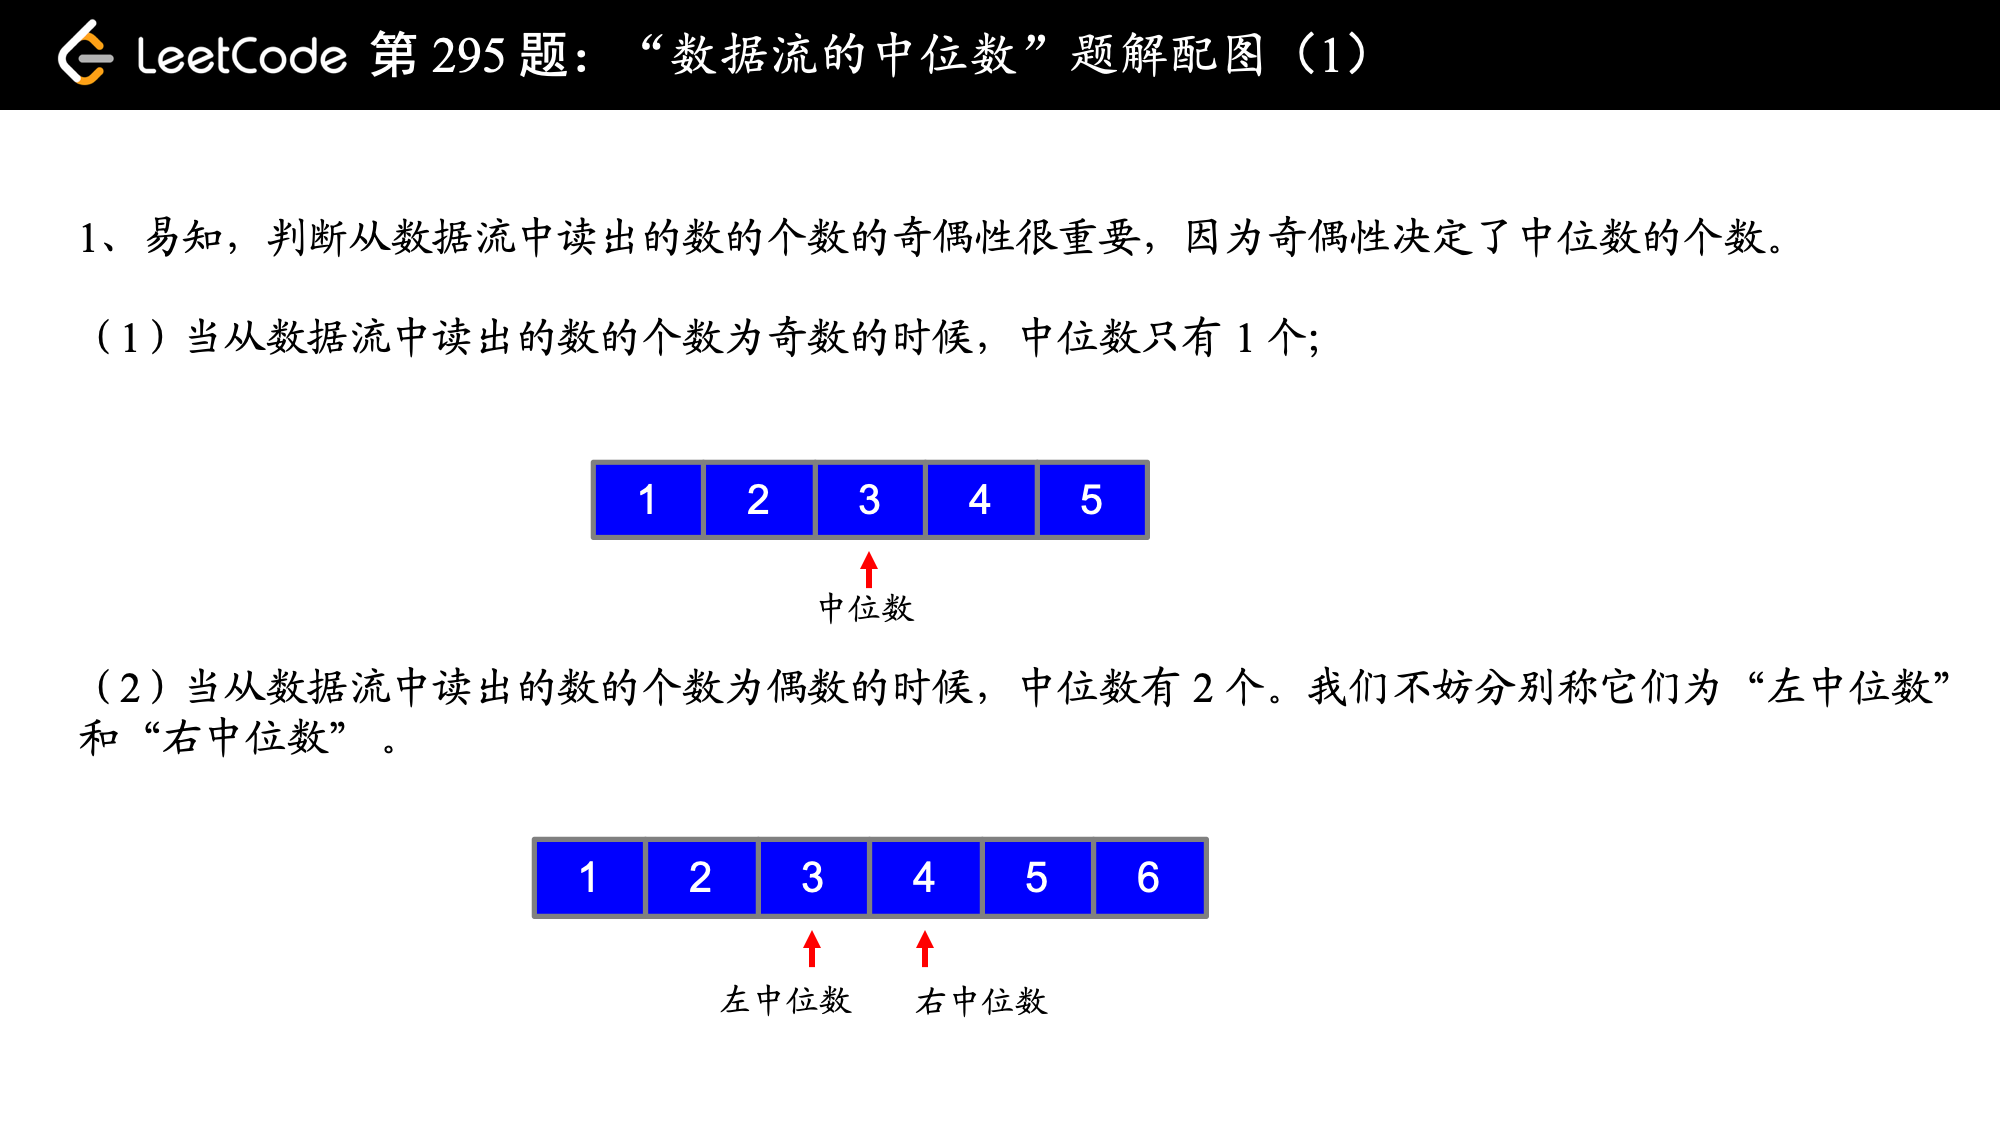 LeetCode 第 295 题：“数据流的中位数”题解配图（1）
1、易知，判断从数据流中读出的数的个数的奇偶性很重要，因为奇偶性决定了中位数的个数。
（1）当从数据流中读出的数的个数为奇数的时候，中位数只有 1 个；
1 2 3 4 5
中位数
（2）当从数据流中读出的数的个数为偶数的时候，中位数有 2 个。我们不妨分别称它们为“左中位数”
和“右中位数” 。
1 2 3 4 5 6
左中位数 右中位数